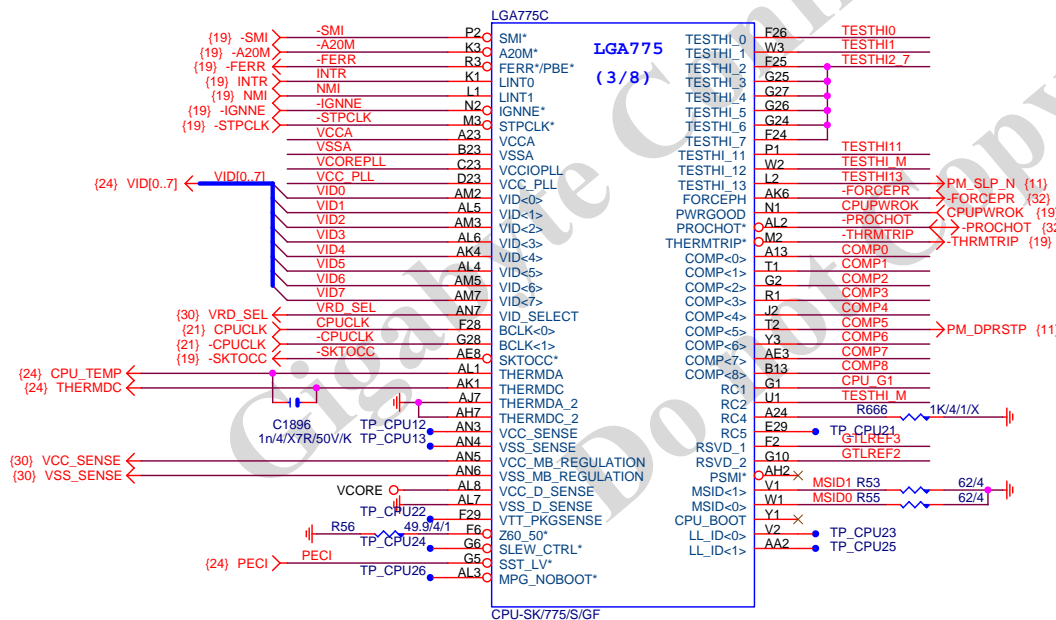 LGA775C
LGA775
(3/8)
{19} -SMI -SMI P2 SMI*
{19} -A20M -A20M K3 A20M*
{19} -FERR -FERR R3 FERR*/PBE*
{19} INTR INTR K1 LINT0
{19} NMI NMI L1 LINT1
{19} -IGNNE -IGNNE N2 IGNNE*
{19} -STPCLK -STPCLK M3 STPCLK*
VCCA A23 VCCA
VSSA B23 VSSA
VCOREPLL C23 VCCIOPLL
VCC_PLL D23 VCC_PLL
{24} VID[0..7] VID[0..7]
VID0 AM2 VID<0>
VID1 AL5 VID<1>
VID2 AM3 VID<2>
VID3 AL6 VID<3>
VID4 AK4 VID<4>
VID5 AL4 VID<5>
VID6 AM5 VID<6>
VID7 AM7 VID<7>
{30} VRD_SEL VRD_SEL AN7 VID_SELECT
{21} CPUCLK CPUCLK F28 BCLK<0>
{21} -CPUCLK -CPUCLK G28 BCLK<1>
{19} -SKTOCC -SKTOCC AE8 SKTOCC*
{24} CPU_TEMP AL1 THERMDA
{24} THERMDC AK1 THERMDC
AJ7 THERMDA_2
AH7 THERMDC_2
C1896
1n/4/X7R/50V/K
TP_CPU12 AN3 VCC_SENSE
TP_CPU13 AN4 VSS_SENSE
{30} VCC_SENSE AN5 VCC_MB_REGULATION
{30} VSS_SENSE AN6 VSS_MB_REGULATION
VCORE AL8 VCC_D_SENSE
AL7 VSS_D_SENSE
TP_CPU22 F29 VTT_PKGSENSE
R56 49.9/4/1 F6 Z60_50*
TP_CPU24 G6 SLEW_CTRL*
{24} PECI PECI G5 SST_LV*
TP_CPU26 AL3 MPG_NOBOOT*
TESTHI_0 F26 TESTHI0
TESTHI_1 W3 TESTHI1
TESTHI_2 F25 TESTHI2_7
TESTHI_3 G25
TESTHI_4 G27
TESTHI_5 G26
TESTHI_6 G24
TESTHI_7 F24
TESTHI_11 P1 TESTHI11
TESTHI_12 W2 TESTHI_M
TESTHI_13 L2 TESTHI13 PM_SLP_N {11}
FORCEPH AK6 -FORCEPR -FORCEPR {32}
PWRGOOD N1 CPUPWROK CPUPWROK {19}
PROCHOT* AL2 -PROCHOT -PROCHOT {32
THERMTRIP* M2 -THRMTRIP -THRMTRIP {19}
COMP<0> A13 COMP0
COMP<1> T1 COMP1
COMP<2> G2 COMP2
COMP<3> R1 COMP3
COMP<4> J2 COMP4
COMP<5> T2 COMP5 PM_DPRSTP {11}
COMP<6> Y3 COMP6
COMP<7> AE3 COMP7
COMP<8> B13 COMP8
RC1 G1 CPU_G1
RC2 U1 TESTHI_M
RC4 A24 R666 1K/4/1/X
RC5 E29 TP_CPU21
RSVD_1 F2 GTLREF3
RSVD_2 G10 GTLREF2
PSMI* AH2
MSID<1> V1 MSID1 R53 62/4
MSID<0> W1 MSID0 R55 62/4
CPU_BOOT Y1
LL_ID<0> V2 TP_CPU23
LL_ID<1> AA2 TP_CPU25
CPU-SK/775/S/GF
Gigabyte Con
Do not Copy